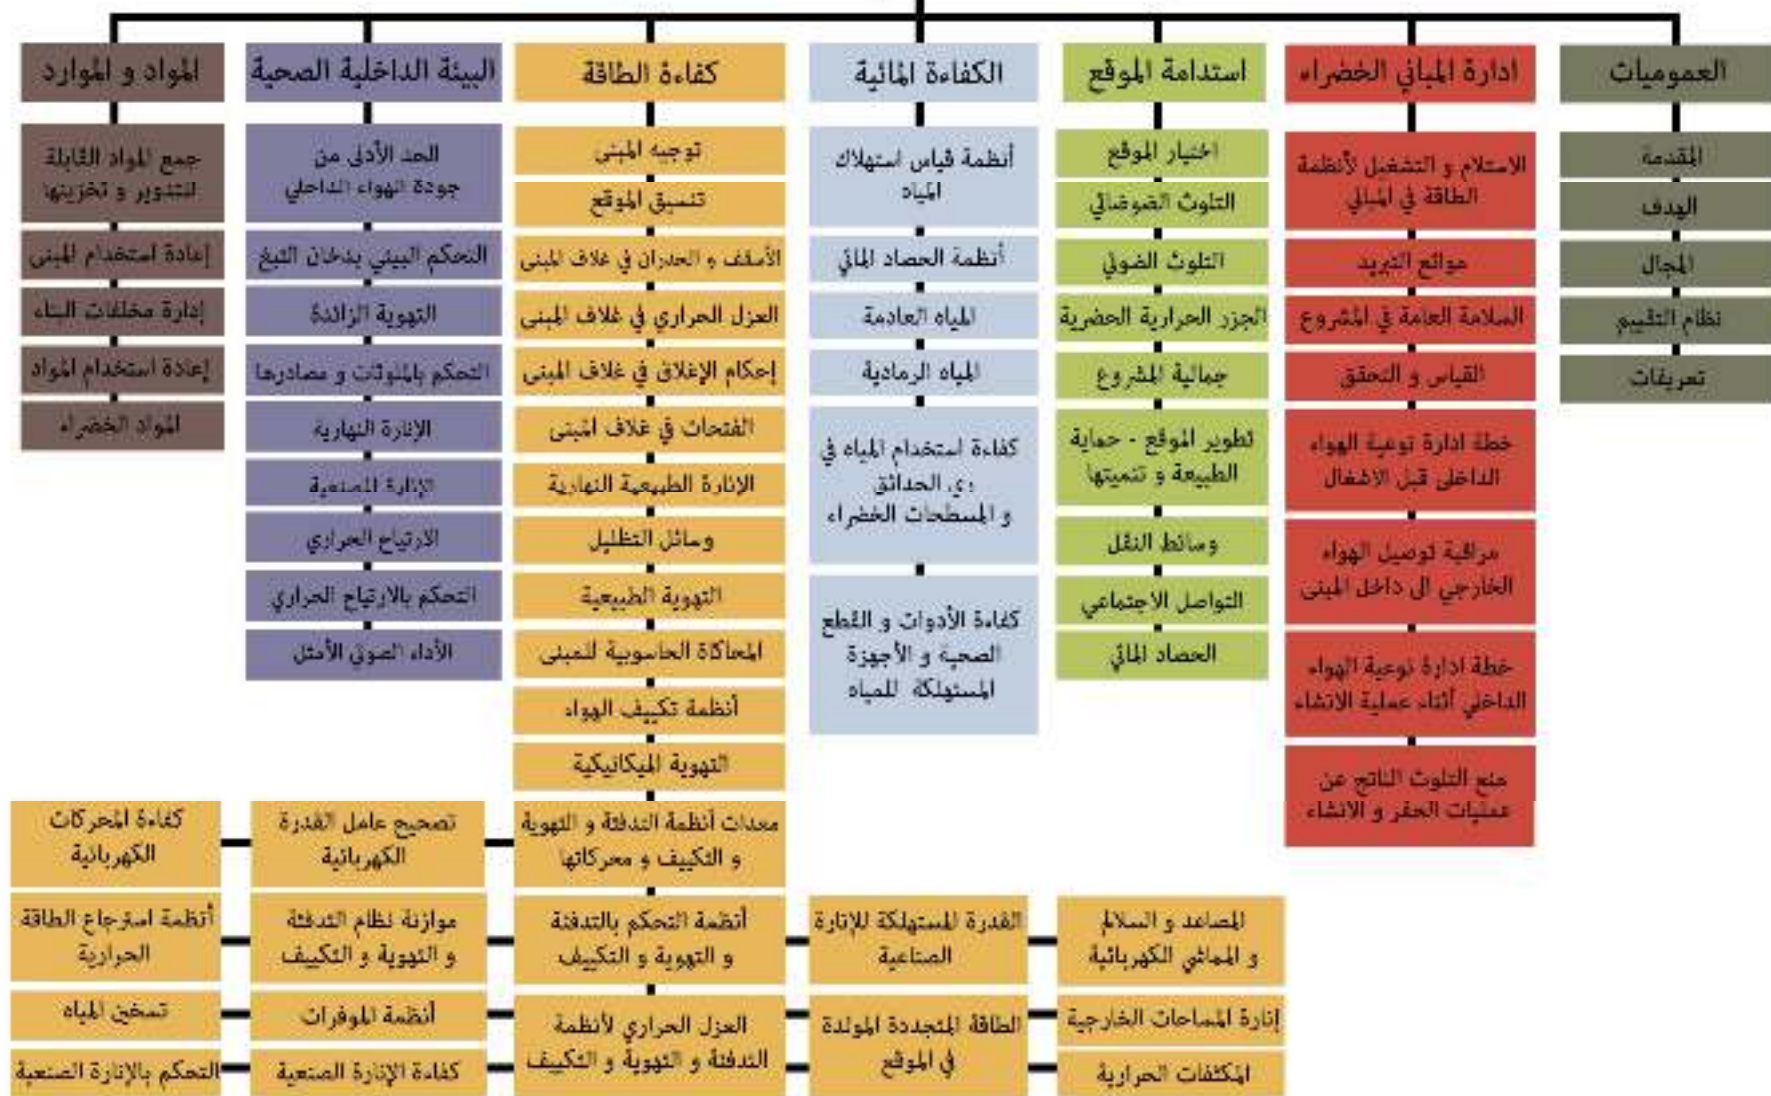 العموميات
المقدمة
الهدف
المجال
نظام التقييم
تعريفات
ادارة المباني الخضراء
الاستلام و التشغيل لأنظمة
الطاقة في المباني
موائع التبريد
السلامة العامة في المشروع
القياس و التحقق
خطة ادارة نوعية الهواء
الداخلي قبل الاشغال
مراقبة توصيل الهواء
الخارجي الى داخل المبنى
خطة ادارة نوعية الهواء
الداخلي أثناء عملية الانشاء
منع التلوث الناتج عن
عمليات الحفر و الانشاء
استدامة الموقع
اختيار الموقع
التلوث الضوضائي
التلوث الضوئي
الجزر الحرارية الحضرية
جمالية المشروع
تطوير الموقع - حماية
الطبيعة و تنميتها
وسائط النقل
التواصل الاجتماعي
الحصاد المائي
الكفاءة المائية
أنظمة قياس استهلاك
المياه
أنظمة الحصاد المائي
المياه العادمة
المياه الرمادية
كفاءة استخدام المياه في
ري الحدائق
و المسطحات الخضراء
كفاءة الأدوات و القطع
الصحية و الأجهزة
المستهلكة للمياه
كفاءة الطاقة
توجيه المبنى
تنسيق الموقع
الأسقف و الجدران في غلاف المبنى
العزل الحراري في غلاف المبنى
إحكام الإغلاق في غلاف المبنى
الفتحات في غلاف المبنى
الإنارة الطبيعية النهارية
وسائل التظليل
التهوية الطبيعية
المحاكاة الحاسوبية للمبنى
أنظمة تكييف الهواء
التهوية الميكانيكية
معدات أنظمة التدفئة و التهوية
و التكييف و محركاتها
تصحيح عامل القدرة
الكهربائية
كفاءة المحركات
الكهربائية
المصاعد و السلالم
و المماشي الكهربائية
القدرة المستهلكة للإنارة
الصناعية
أنظمة التحكم بالتدفئة
و التهوية و التكييف
موازنة نظام التدفئة
و التهوية و التكييف
أنظمة استرجاع الطاقة
الحرارية
إنارة المساحات الخارجية
المكثفات الحرارية
الطاقة المتجددة المولدة
في الموقع
العزل الحراري لأنظمة
التدفئة و التهوية و التكييف
أنظمة الموفرات
تسخين المياه
كفاءة الإنارة الصنعية
التحكم بالإنارة الصنعية
البيئة الداخلية الصحية
الحد الأدنى من
جودة الهواء الداخلي
التحكم البيئي بدخان التبغ
التهوية الزائدة
التحكم بالملوثات و مصادرها
الإنارة النهارية
الإنارة الصنعية
الارتياح الحراري
التحكم بالارتياح الحراري
الأداء الصوتي الأمثل
المواد و الموارد
جمع المواد القابلة
للتدوير و تخزينها
إعادة استخدام المبنى
إدارة مخلفات البناء
إعادة استخدام المواد
المواد الخضراء